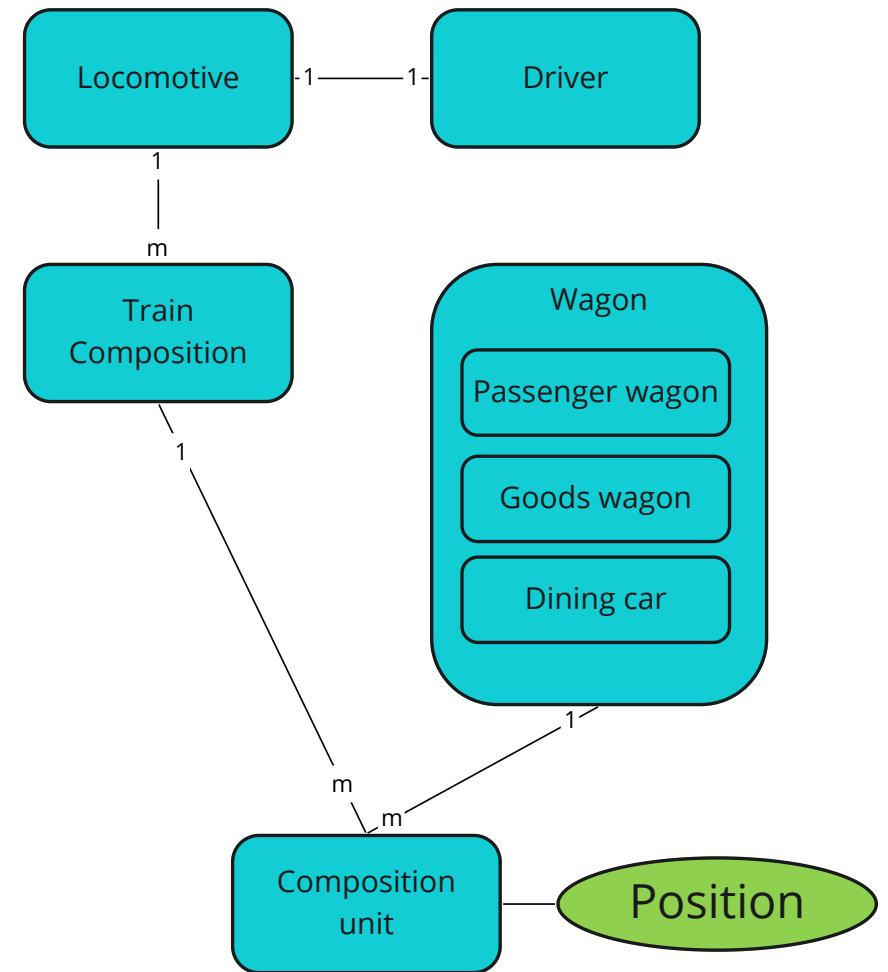 Locomotive
1
1
Driver
1
m
Train
Composition
1
Wagon
Passenger wagon
Goods wagon
Dining car
1
m
m
Composition
unit
Position